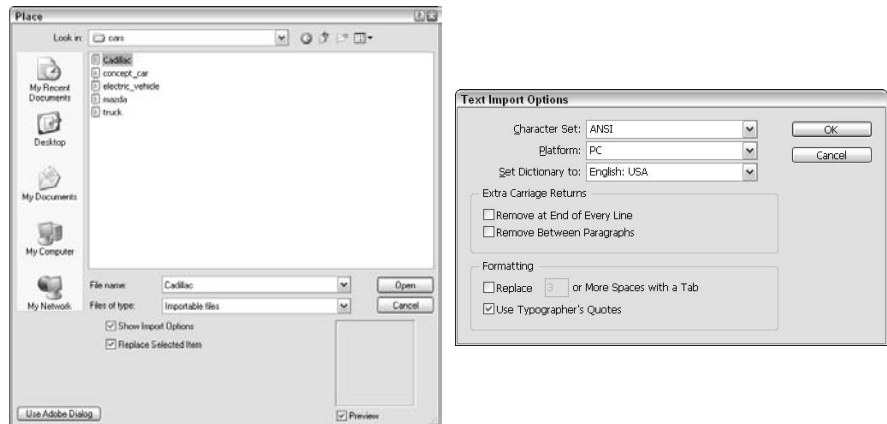 Place
Look in: cars
Cadillac
concept_car
electric_vehicle
mazda
truck
My Recent
Documents
Desktop
My Documents
My Computer
My Network
File name: Cadillac Open
Files of type: Importable files Cancel
Show Import Options
Replace Selected Item
Use Adobe Dialog
Preview
Text Import Options
Character Set: ANSI OK
Platform: PC Cancel
Set Dictionary to: English: USA
Extra Carriage Returns
Remove at End of Every Line
Remove Between Paragraphs
Formatting
Replace 3 or More Spaces with a Tab
Use Typographer's Quotes